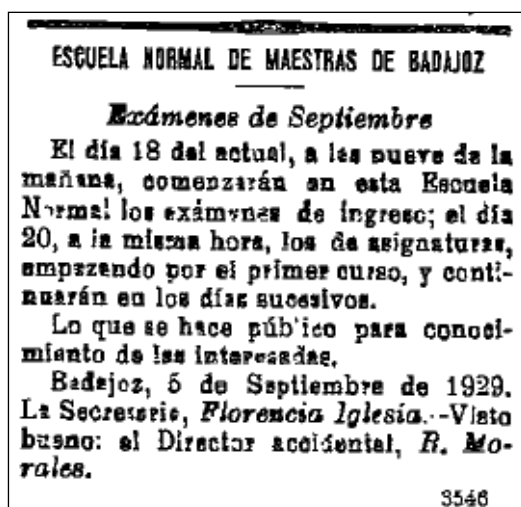 ESCUELA NORMAL DE MAESTRAS DE BADAJOZ
Exámenes de Septiembre
El día 18 del actual, a las nueve de la
mañana, comenzarán en esta Escuela
Normal los exámenes de ingreso; el día
20, a la misma hora, los de asignaturas,
empezando por el primer curso, y conti-
nuarán en los días sucesivos.
Lo que se hace público para conoci-
miento de las interesadas.
Badajoz, 5 de Septiembre de 1929.
La Secretaria, Florencia Iglesia.--Visto
bueno: el Director accidental, R. Mo-
rales.
3546